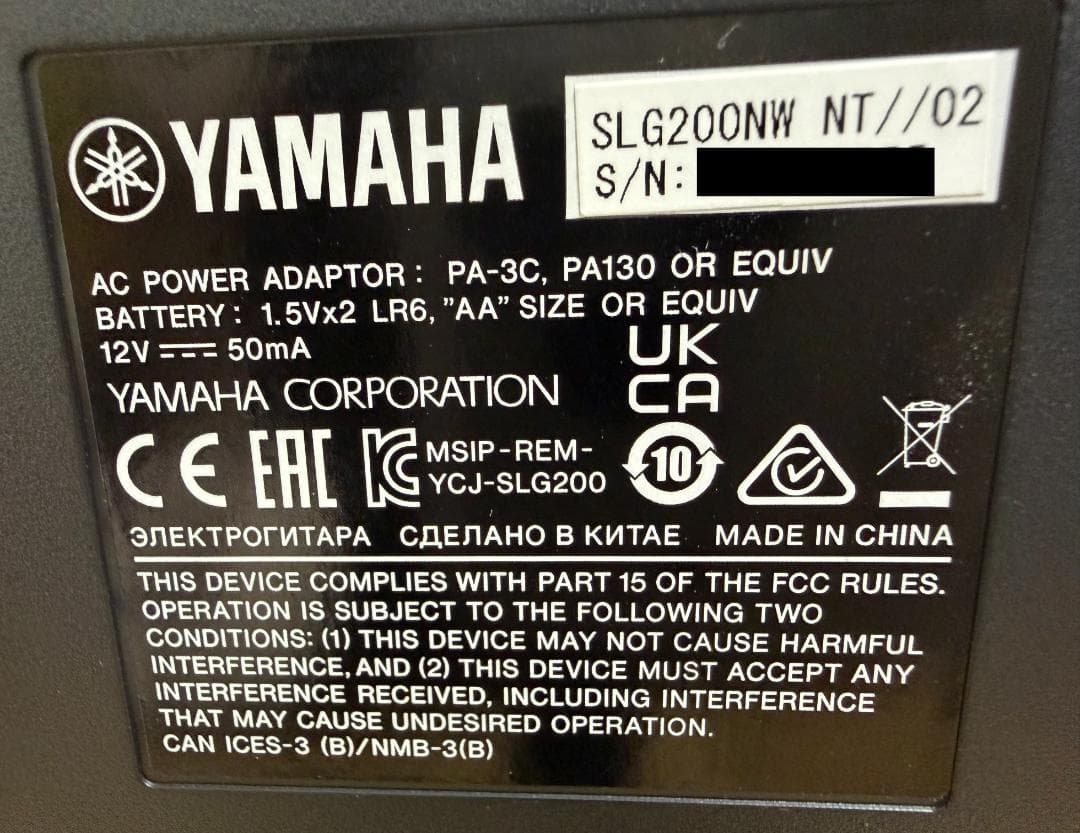 YAMAHA
SLG200NW NT//02
S/N:
AC POWER ADAPTOR : PA-3C, PA130 OR EQUIV
BATTERY : 1.5Vx2 LR6, "AA" SIZE OR EQUIV
12V ⎓ 50mA
UK
CA
YAMAHA CORPORATION
CE EAC KC MSIP-REM-
YCJ-SLG200
10
ЭЛЕКТРОГИТАРА СДЕЛАНО В КИТАЕ MADE IN CHINA
THIS DEVICE COMPLIES WITH PART 15 OF THE FCC RULES.
OPERATION IS SUBJECT TO THE FOLLOWING TWO
CONDITIONS: (1) THIS DEVICE MAY NOT CAUSE HARMFUL
INTERFERENCE, AND (2) THIS DEVICE MUST ACCEPT ANY
INTERFERENCE RECEIVED, INCLUDING INTERFERENCE
THAT MAY CAUSE UNDESIRED OPERATION.
CAN ICES-3 (B)/NMB-3(B)